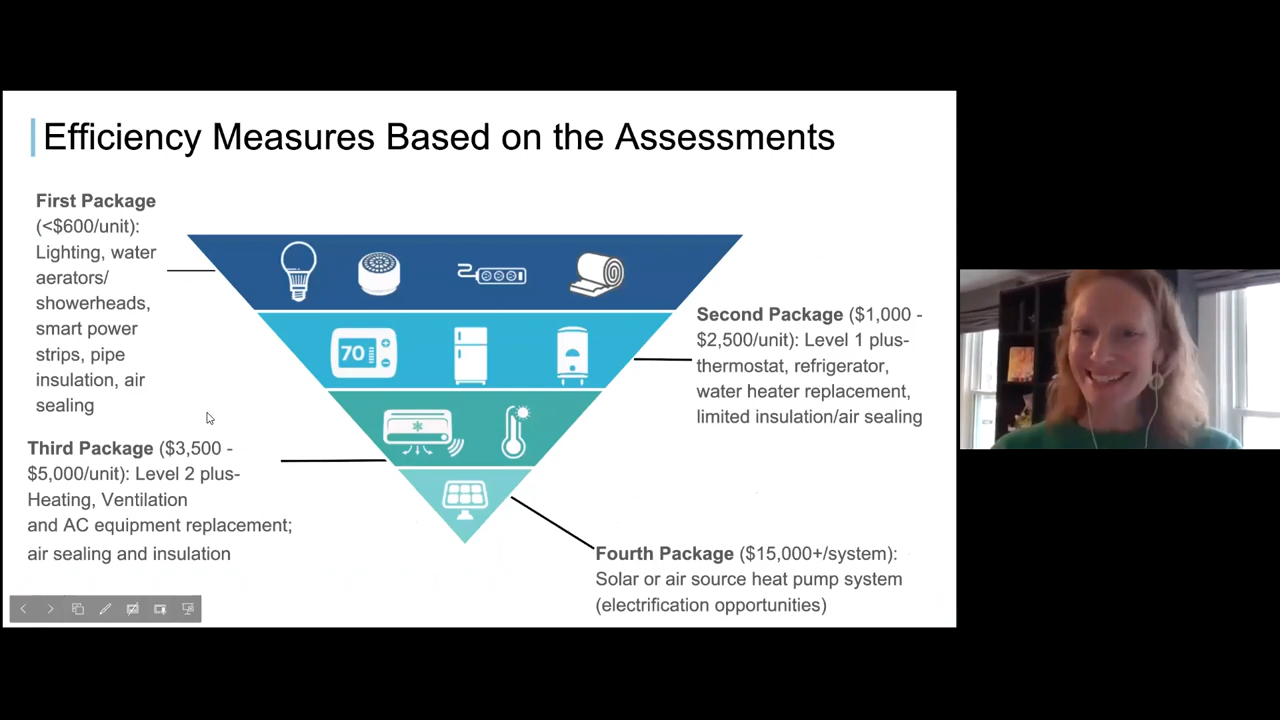 Efficiency Measures Based on the Assessments
First Package
(<$600/unit):
Lighting, water
aerators/
showerheads,
smart power
strips, pipe
insulation, air
sealing
70
Second Package ($1,000 -
$2,500/unit): Level 1 plus-
thermostat, refrigerator,
water heater replacement,
limited insulation/air sealing
Third Package ($3,500 -
$5,000/unit): Level 2 plus-
Heating, Ventilation
and AC equipment replacement;
air sealing and insulation
Fourth Package ($15,000+/system):
Solar or air source heat pump system
(electrification opportunities)